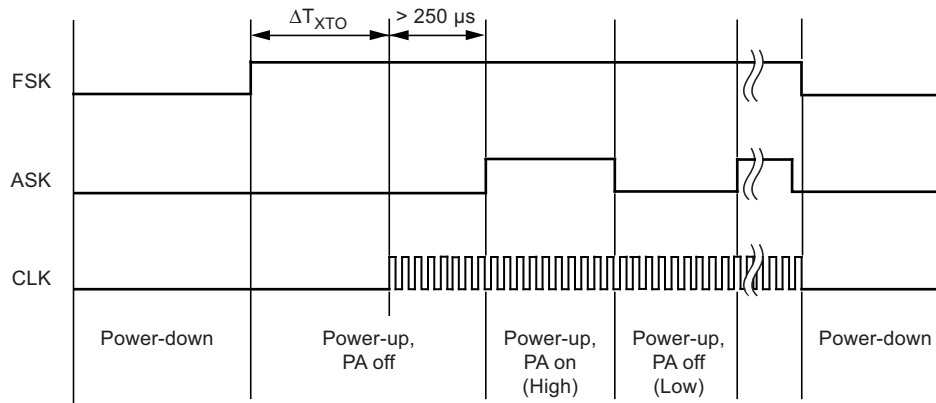 ΔT_XTO
> 250 µs
FSK
ASK
CLK
Power-down
Power-up,
PA off
Power-up,
PA on
(High)
Power-up,
PA off
(Low)
Power-down